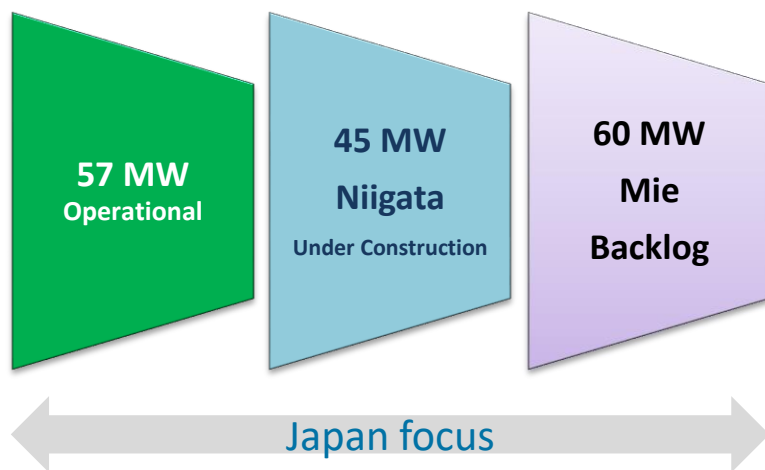 57 MW
Operational
45 MW
Niigata
Under Construction
60 MW
Mie
Backlog
Japan focus